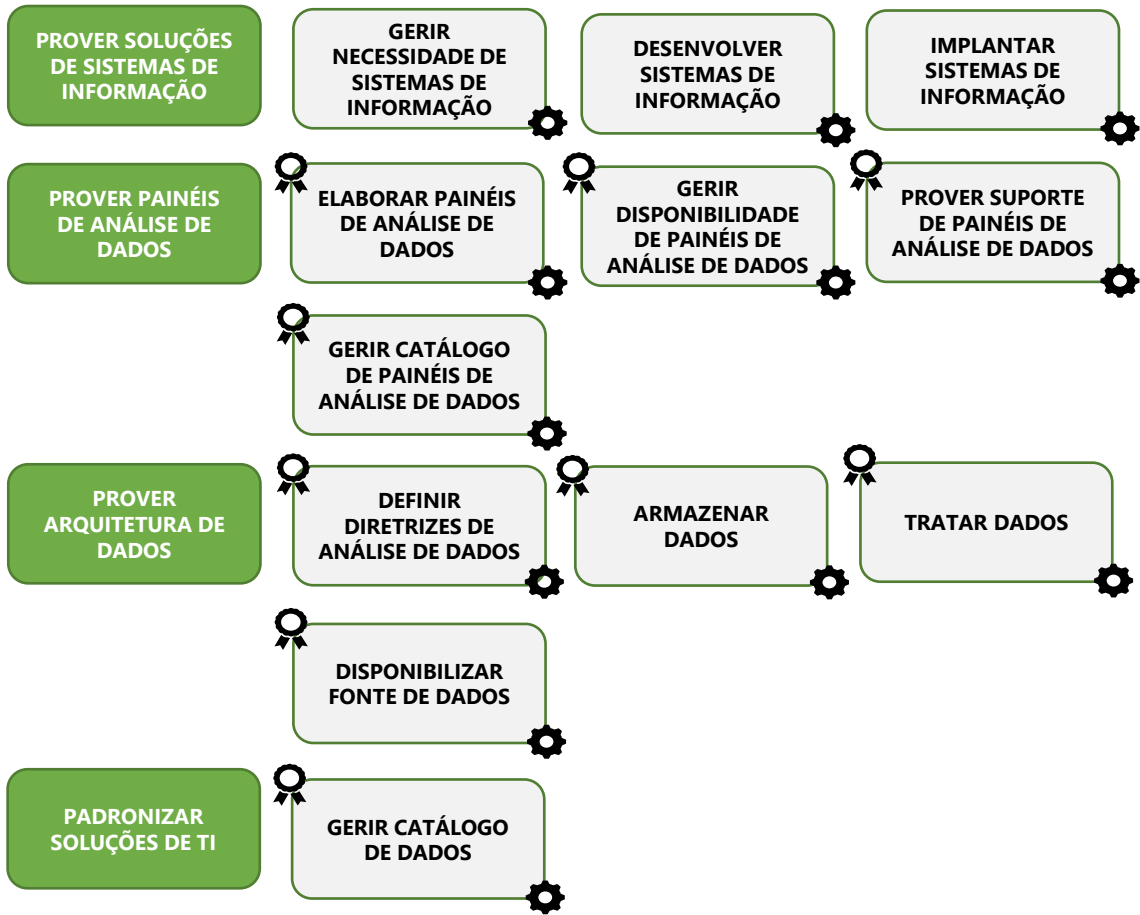 PROVER SOLUÇÕES
DE SISTEMAS DE
INFORMAÇÃO
GERIR
NECESSIDADE DE
SISTEMAS DE
INFORMAÇÃO
DESENVOLVER
SISTEMAS DE
INFORMAÇÃO
IMPLANTAR
SISTEMAS DE
INFORMAÇÃO
PROVER PAINÉIS
DE ANÁLISE DE
DADOS
ELABORAR PAINÉIS
DE ANÁLISE DE
DADOS
GERIR
DISPONIBILIDADE
DE PAINÉIS DE
ANÁLISE DE DADOS
PROVER SUPORTE
DE PAINÉIS DE
ANÁLISE DE DADOS
GERIR CATÁLOGO
DE PAINÉIS DE
ANÁLISE DE DADOS
PROVER
ARQUITETURA DE
DADOS
DEFINIR
DIRETRIZES DE
ANÁLISE DE DADOS
ARMAZENAR
DADOS
TRATAR DADOS
DISPONIBILIZAR
FONTE DE DADOS
PADRONIZAR
SOLUÇÕES DE TI
GERIR CATÁLOGO
DE DADOS